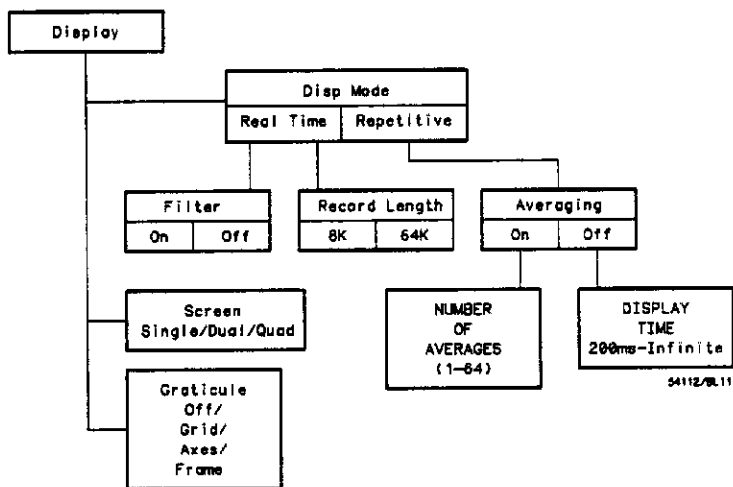 Display
Disp Mode
Real Time Repetitive
Filter
On Off
Record Length
8K 64K
Averaging
On Off
Screen
Single/Dual/Quad
NUMBER
OF
AVERAGES
(1-64)
DISPLAY
TIME
200ms-Infinite
54112/BL11
Graticule
Off/
Grid/
Axes/
Frame